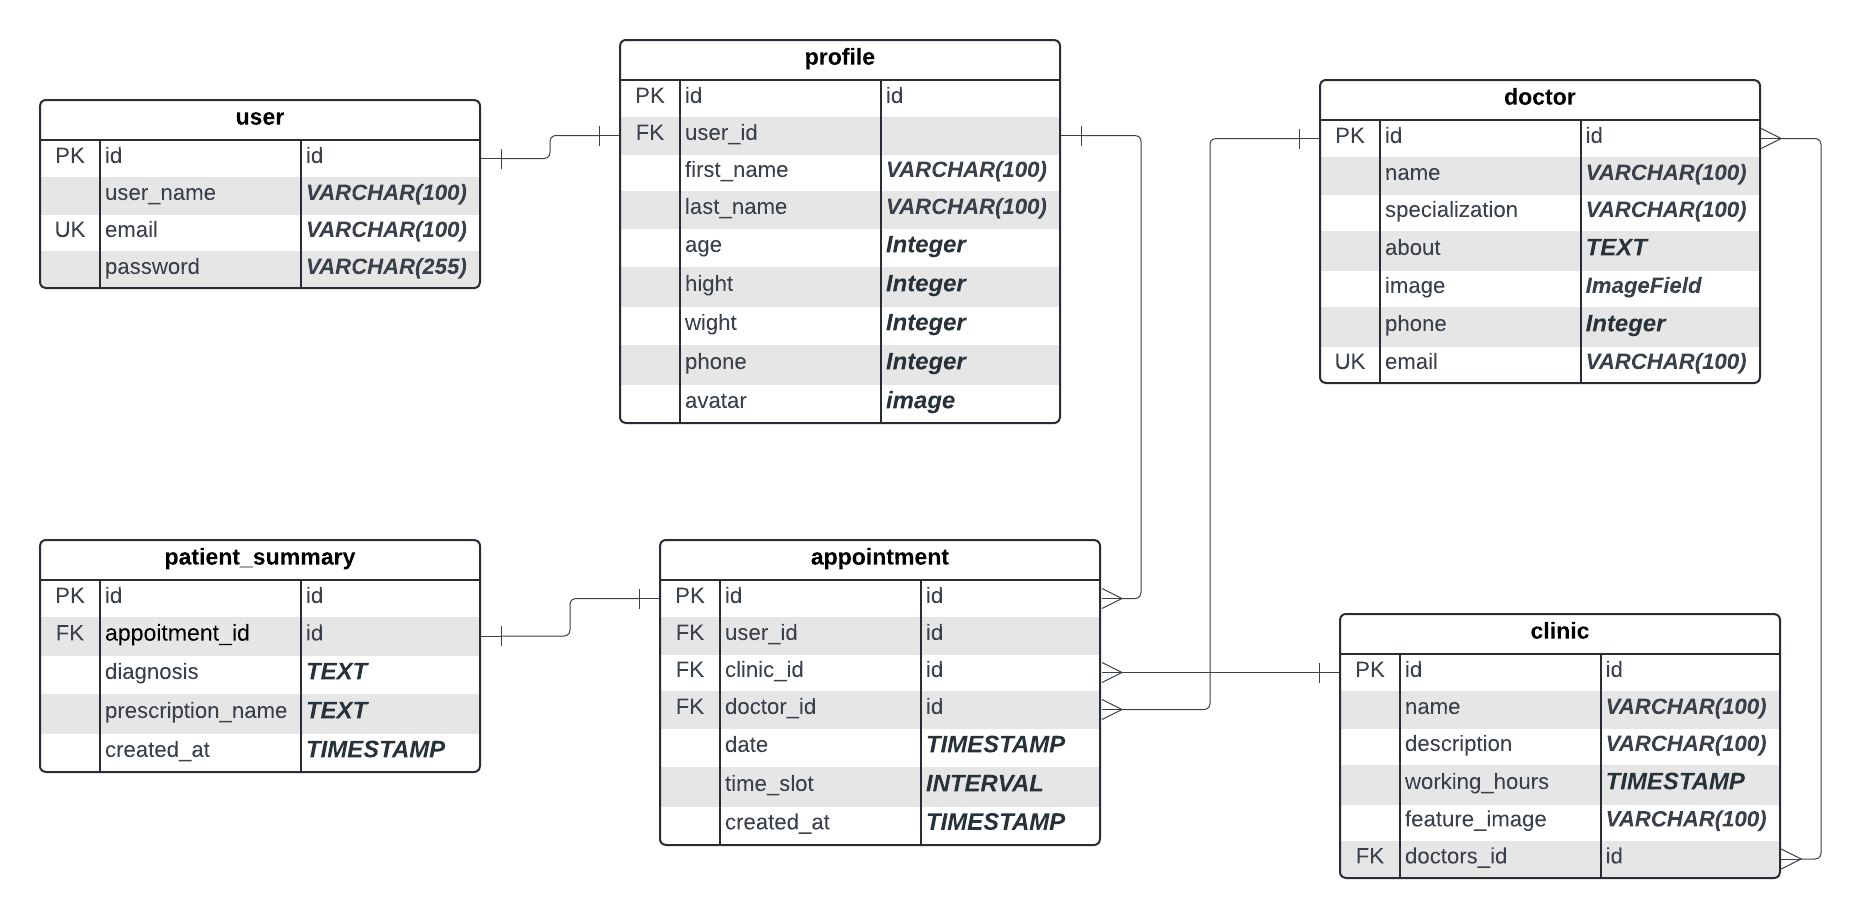 user
PK id id
user_name VARCHAR(100)
UK email VARCHAR(100)
password VARCHAR(255)
profile
PK id id
FK user_id
first_name VARCHAR(100)
last_name VARCHAR(100)
age Integer
hight Integer
wight Integer
phone Integer
avatar image
doctor
PK id id
name VARCHAR(100)
specialization VARCHAR(100)
about TEXT
image ImageField
phone Integer
UK email VARCHAR(100)
patient_summary
PK id id
FK appoitment_id id
diagnosis TEXT
prescription_name TEXT
created_at TIMESTAMP
appointment
PK id id
FK user_id id
FK clinic_id id
FK doctor_id id
date TIMESTAMP
time_slot INTERVAL
created_at TIMESTAMP
clinic
PK id id
name VARCHAR(100)
description VARCHAR(100)
working_hours TIMESTAMP
feature_image VARCHAR(100)
FK doctors_id id